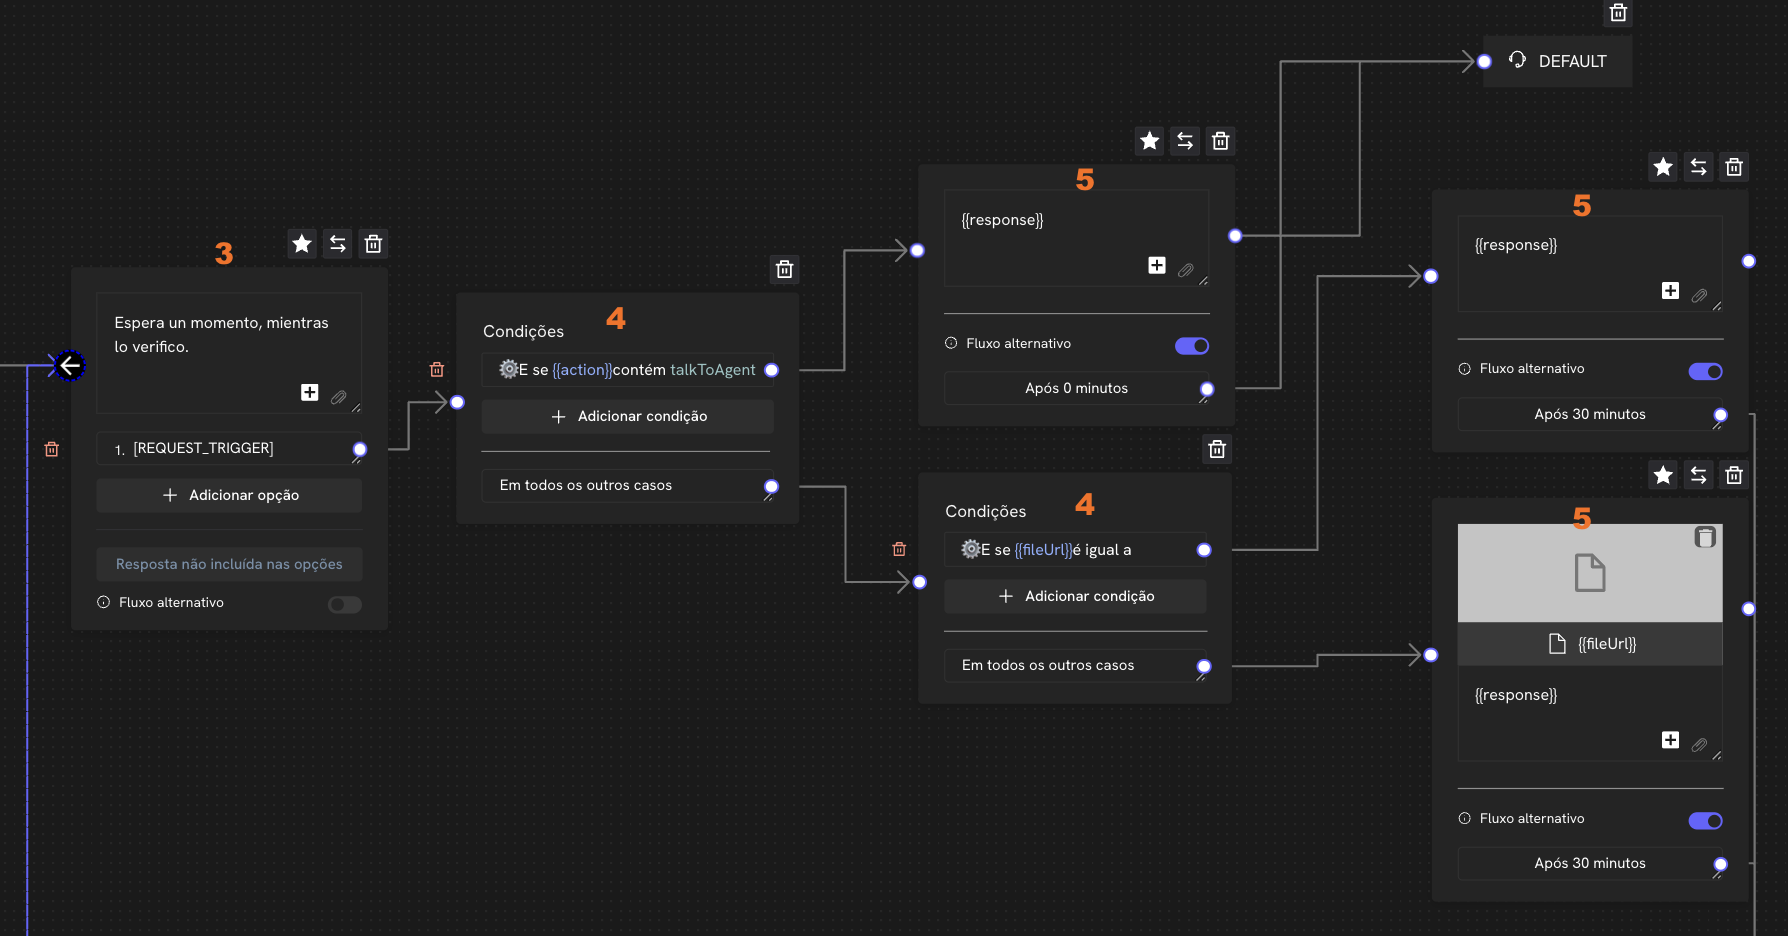 DEFAULT
3
Espera un momento, mientras
lo verifico.
1. [REQUEST_TRIGGER]
Adicionar opção
Resposta não incluída nas opções
Fluxo alternativo
4
Condições
E se {{action}}contém talkToAgent
Adicionar condição
Em todos os outros casos
5
{{response}}
Fluxo alternativo
Após 0 minutos
4
Condições
E se {{fileUrl}}é igual a
Adicionar condição
Em todos os outros casos
5
{{response}}
Fluxo alternativo
Após 30 minutos
5
{{fileUrl}}
{{response}}
Fluxo alternativo
Após 30 minutos